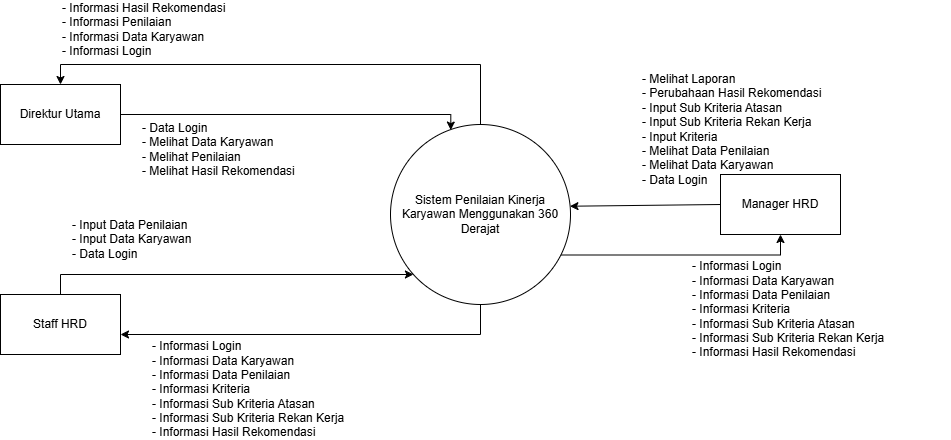 - Informasi Hasil Rekomendasi
- Informasi Penilaian
- Informasi Data Karyawan
- Informasi Login
Direktur Utama
- Data Login
- Melihat Data Karyawan
- Melihat Penilaian
- Melihat Hasil Rekomendasi
- Melihat Laporan
- Perubahaan Hasil Rekomendasi
- Input Sub Kriteria Atasan
- Input Sub Kriteria Rekan Kerja
- Input Kriteria
- Melihat Data Penilaian
- Melihat Data Karyawan
- Data Login
Sistem Penilaian Kinerja
Karyawan Menggunakan 360
Derajat
Manager HRD
- Input Data Penilaian
- Input Data Karyawan
- Data Login
Staff HRD
- Informasi Login
- Informasi Data Karyawan
- Informasi Data Penilaian
- Informasi Kriteria
- Informasi Sub Kriteria Atasan
- Informasi Sub Kriteria Rekan Kerja
- Informasi Hasil Rekomendasi
- Informasi Login
- Informasi Data Karyawan
- Informasi Data Penilaian
- Informasi Kriteria
- Informasi Sub Kriteria Atasan
- Informasi Sub Kriteria Rekan Kerja
- Informasi Hasil Rekomendasi